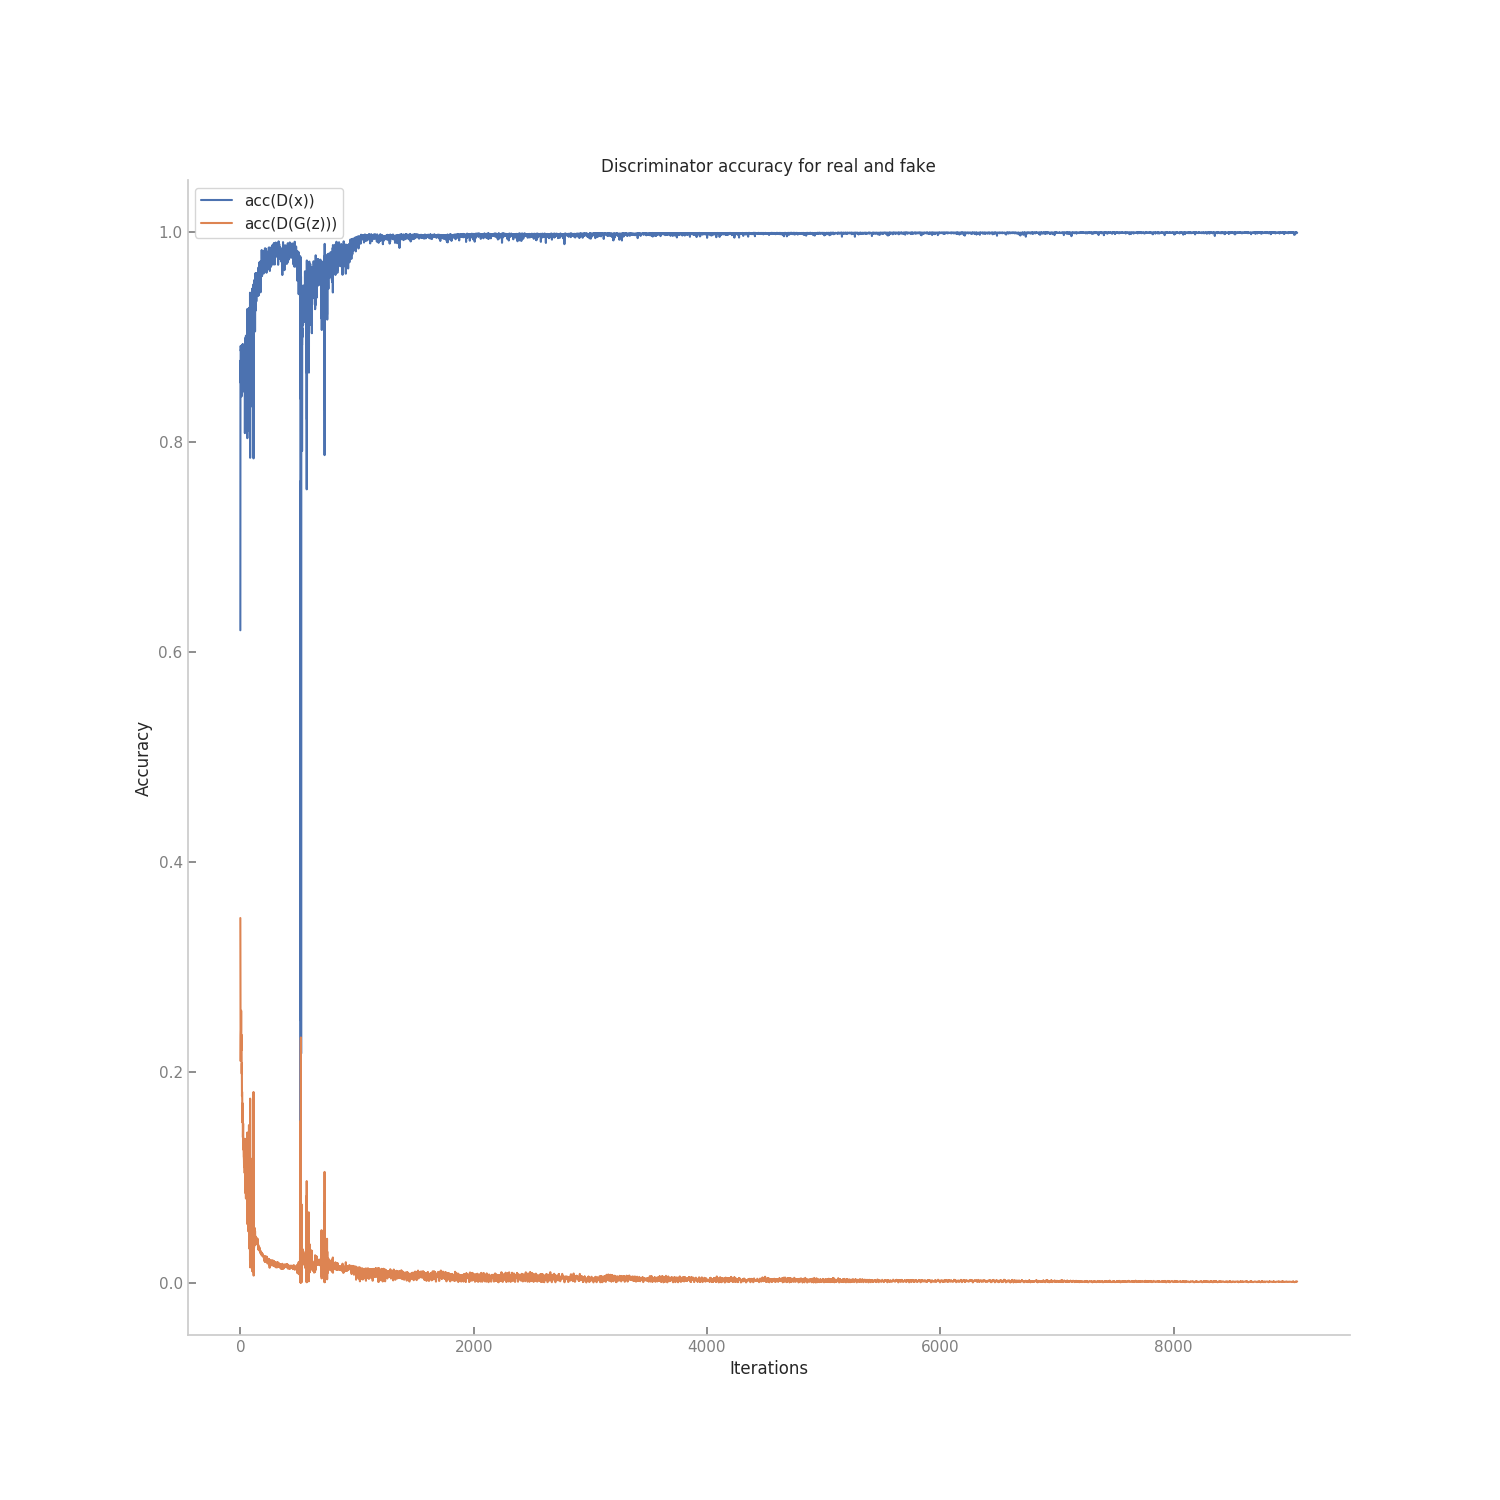 Discriminator accuracy for real and fake
acc(D(x))
acc(D(G(z)))
1.0
0.8
0.6
0.4
0.2
0.0
Accuracy
0 2000 4000 6000 8000
Iterations